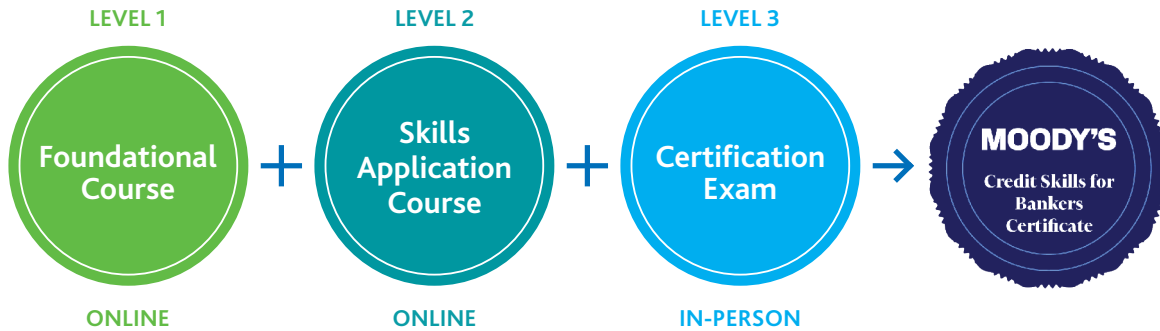 LEVEL 1
LEVEL 2
LEVEL 3
Foundational
Course
Skills
Application
Course
Certification
Exam
MOODY'S
Credit Skills for
Bankers
Certificate
ONLINE
ONLINE
IN-PERSON